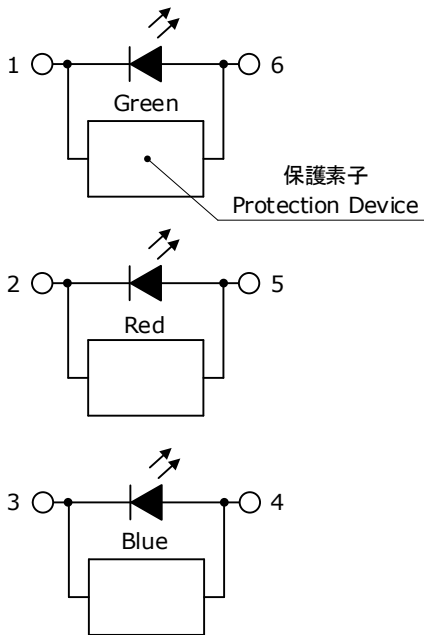 1 6
Green
保護素子
Protection Device
2 5
Red
3 4
Blue